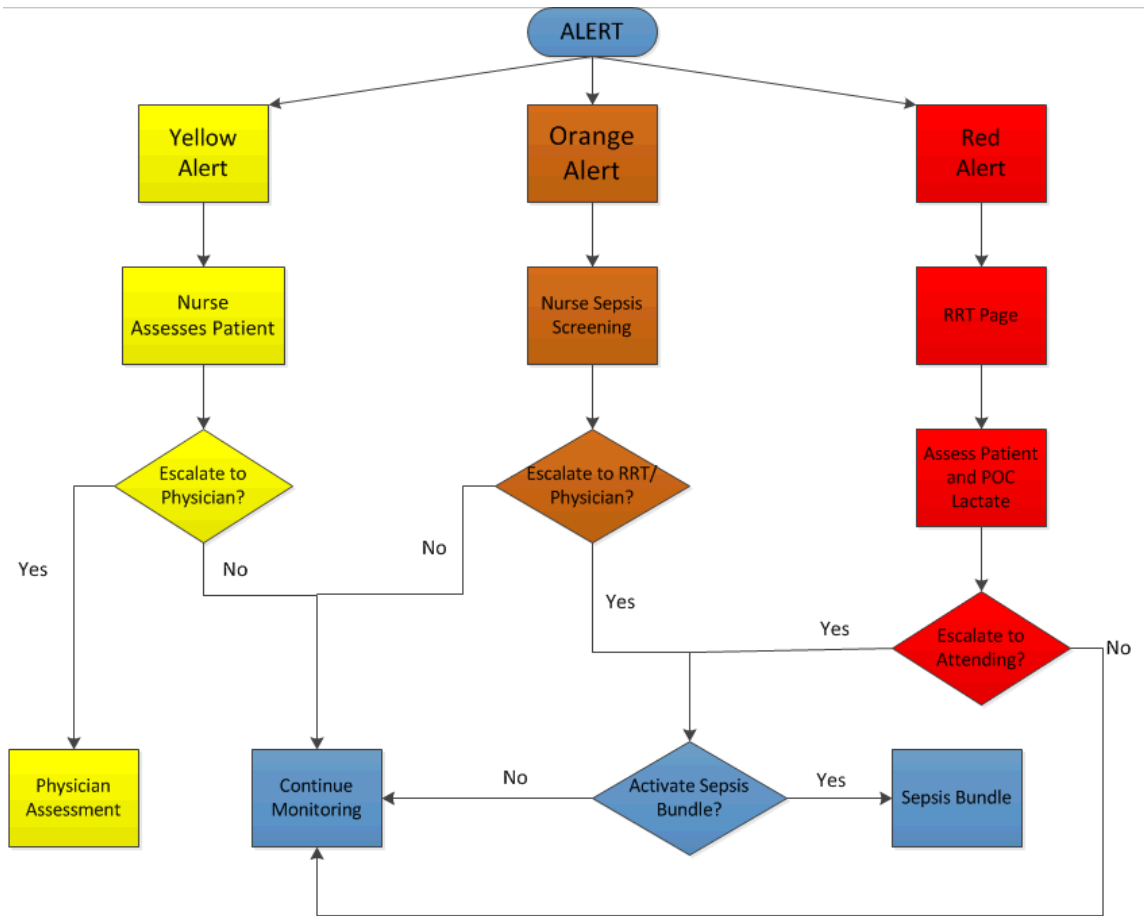 ALERT
Yellow
Alert
Orange
Alert
Red
Alert
Nurse
Assesses Patient
Nurse Sepsis
Screening
RRT Page
Escalate to
Physician?
Escalate to RRT/
Physician?
Assess Patient
and POC
Lactate
Yes
No
No
Yes
Yes
Escalate to
Attending?
No
Physician
Assessment
Continue
Monitoring
No
Activate Sepsis
Bundle?
Yes
Sepsis Bundle